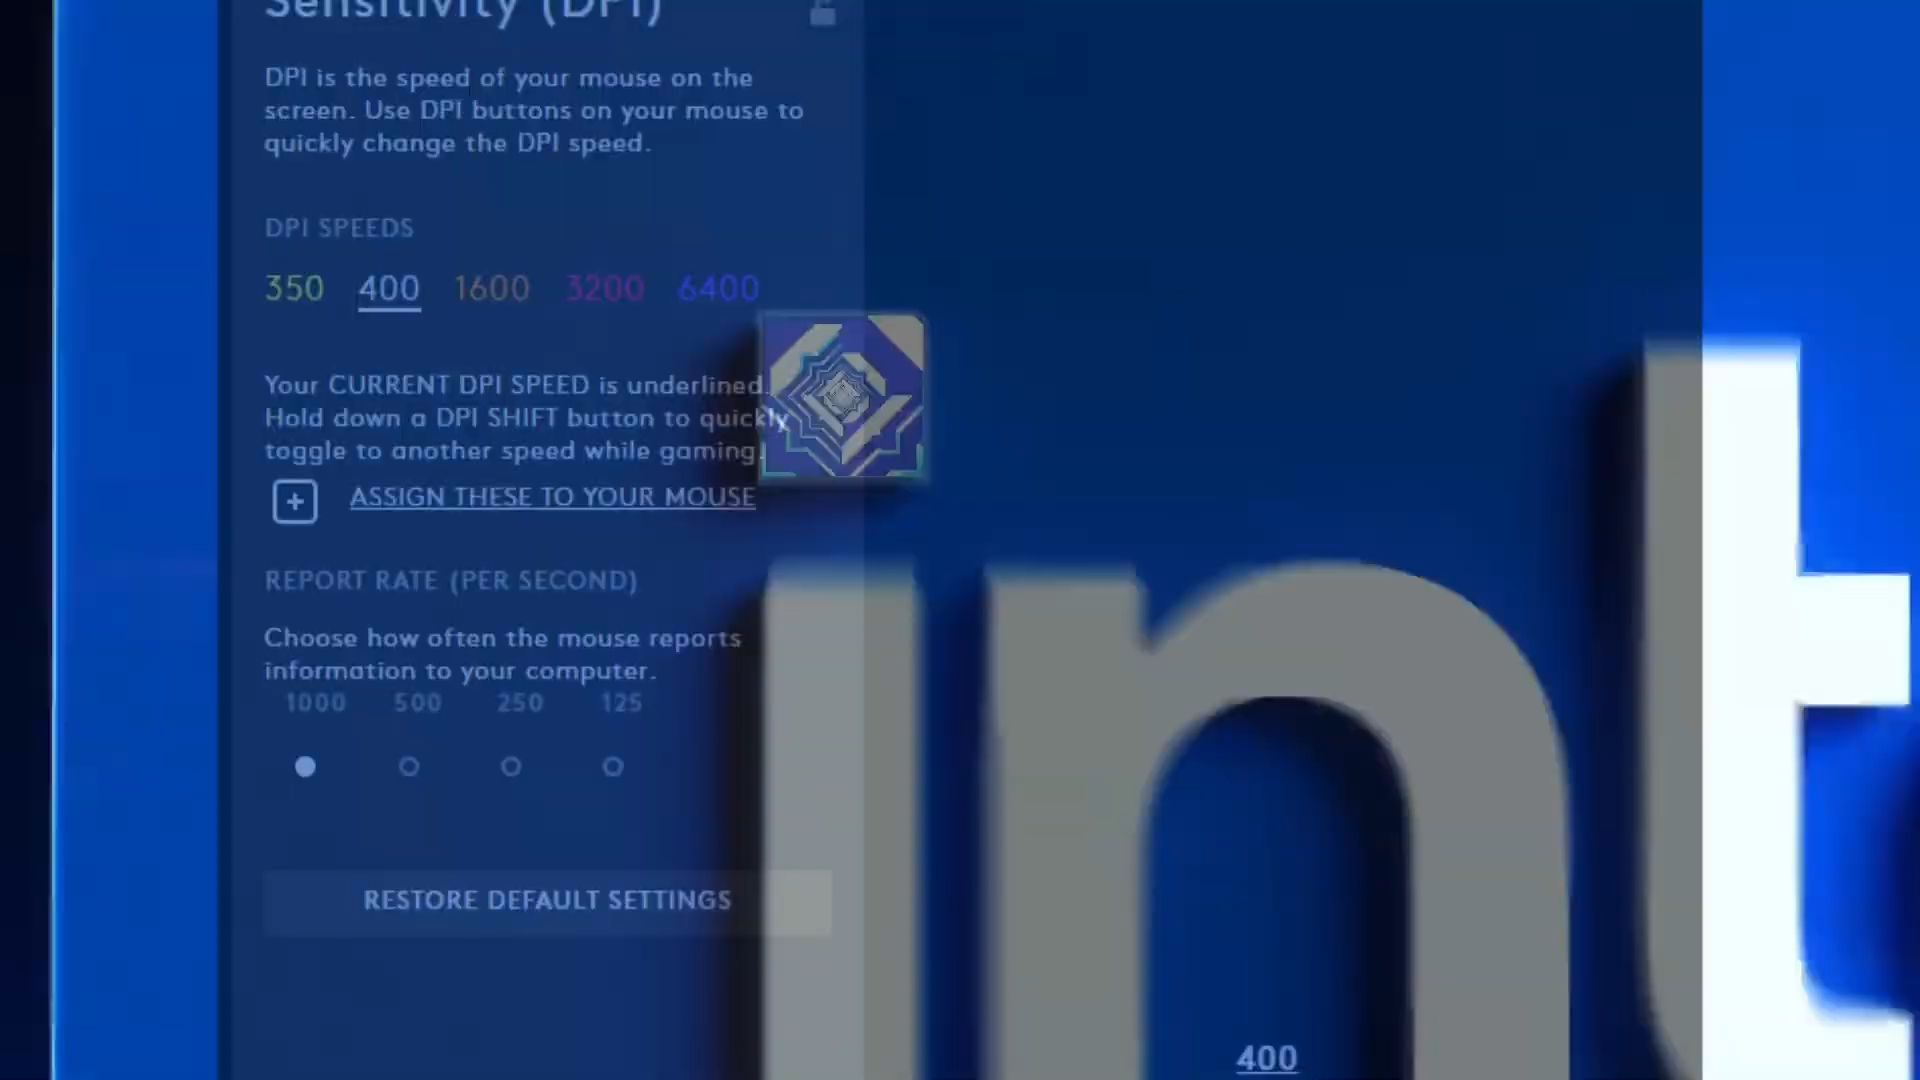 Sensitivity (DPI)
DPI is the speed of your mouse on the
screen. Use DPI buttons on your mouse to
quickly change the DPI speed.
DPI SPEEDS
350 400 1600 3200 6400
Your CURRENT DPI SPEED is underlined.
Hold down a DPI SHIFT button to quickly
toggle to another speed while gaming.
ASSIGN THESE TO YOUR MOUSE
REPORT RATE (PER SECOND)
Choose how often the mouse reports
information to your computer.
1000 500 250 125
RESTORE DEFAULT SETTINGS
int
400